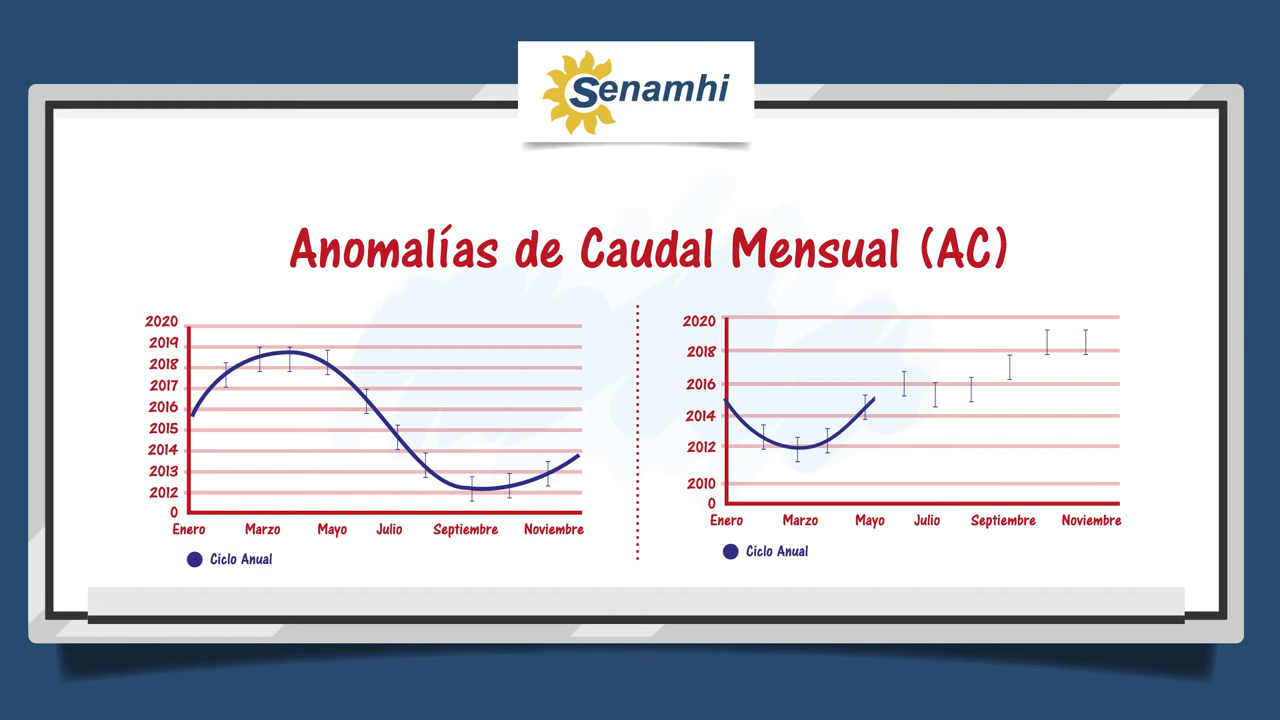 Senamhi
Anomalías de Caudal Mensual (AC)
2020
2019
2018
2017
2016
2015
2014
2013
2012
0
Enero Marzo Mayo Julio Septiembre Noviembre
Ciclo Anual
2020
2018
2016
2014
2012
2010
0
Enero Marzo Mayo Julio Septiembre Noviembre
Ciclo Anual